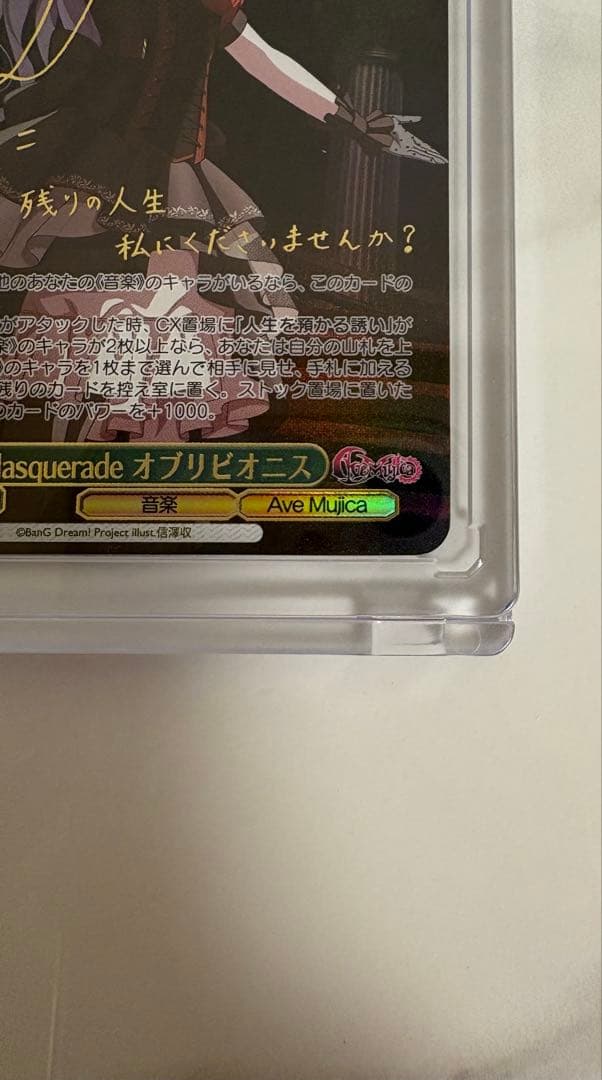 残りの人生
私にくださいませんか?
他のあなたの《音楽》のキャラがいるなら、このカードの
がアタックした時、CX置場に「人生を預かる誘い」が
のキャラが2枚以上なら、あなたは自分の山札を上
のキャラを1枚まで選んで相手に見せ、手札に加える
残りのカードを控え室に置く。ストック置場に置いた
のカードのパワーを+1000。
Masquerade オブリビオニス
Ave Mujica
音楽
Ave Mujica
©BanG Dream! Project illust.信澤収